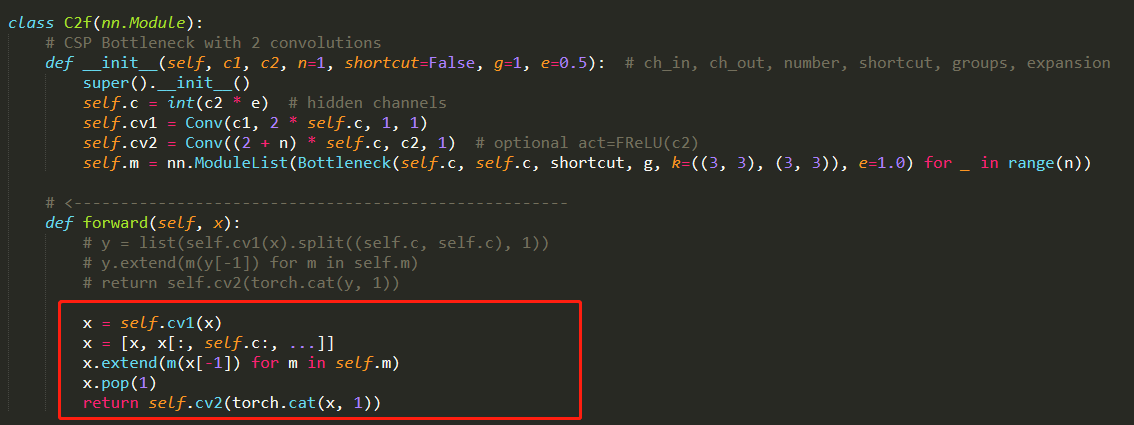 class C2f(nn.Module):
    # CSP Bottleneck with 2 convolutions
    def __init__(self, c1, c2, n=1, shortcut=False, g=1, e=0.5):  # ch_in, ch_out, number, shortcut, groups, expansion
        super().__init__()
        self.c = int(c2 * e)  # hidden channels
        self.cv1 = Conv(c1, 2 * self.c, 1, 1)
        self.cv2 = Conv((2 + n) * self.c, c2, 1)  # optional act=FReLU(c2)
        self.m = nn.ModuleList(Bottleneck(self.c, self.c, shortcut, g, k=((3, 3), (3, 3)), e=1.0) for _ in range(n))
    # <-----------------------------------------------------
    def forward(self, x):
        # y = list(self.cv1(x).split((self.c, self.c), 1))
        # y.extend(m(y[-1]) for m in self.m)
        # return self.cv2(torch.cat(y, 1))
        x = self.cv1(x)
        x = [x, x[:, self.c:, ...]]
        x.extend(m(x[-1]) for m in self.m)
        x.pop(1)
        return self.cv2(torch.cat(x, 1))